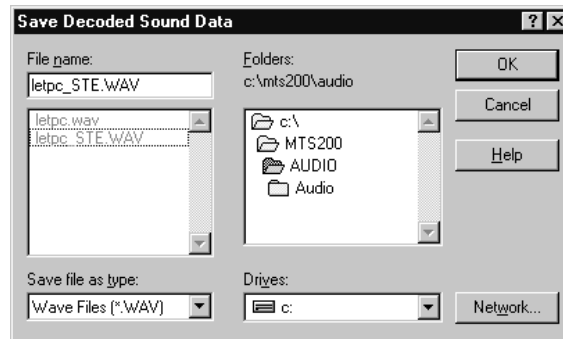 Save Decoded Sound Data
File name:
letpc_STE.WAV
letpc.wav
letpc_STE.WAV
Save file as type:
Wave Files (*.WAV)
Folders:
c:\mts200\audio
c:\
MTS200
AUDIO
Audio
Drives:
c:
OK
Cancel
Help
Network...